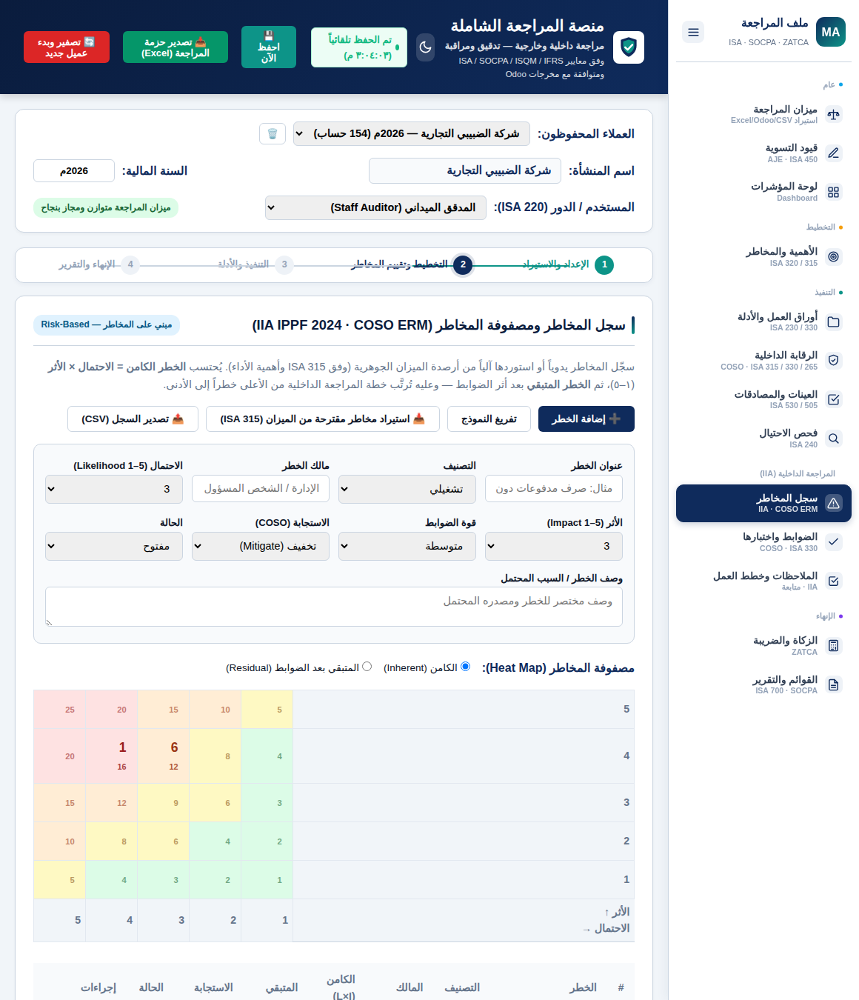 MA
ملف المراجعة
ISA · SOCPA · ZATCA
عام
ميزان المراجعة
استيراد Excel/Odoo/CSV
قيود التسوية
AJE · ISA 450
لوحة المؤشرات
Dashboard
التخطيط
الأهمية والمخاطر
ISA 320 / 315
التنفيذ
أوراق العمل والأدلة
ISA 230 / 330
الرقابة الداخلية
COSO · ISA 315 / 330 / 265
العينات والمصادقات
ISA 530 / 505
فحص الاحتيال
ISA 240
المراجعة الداخلية (IIA)
سجل المخاطر
IIA · COSO ERM
الضوابط واختبارها
COSO · ISA 330
الملاحظات وخطط العمل
IIA · متابعة
الإنهاء
الزكاة والضريبة
ZATCA
القوائم والتقرير
ISA 700 · SOCPA
منصة المراجعة الشاملة
مراجعة داخلية وخارجية — تدقيق ومراقبة
وفق معايير ISA / SOCPA / ISQM / IFRS
ومتوافقة مع مخرجات Odoo
تم الحفظ تلقائياً
(٣:٠٤:٠٣ م)
💾
احفظ
الآن
📥 تصدير حزمة
المراجعة (Excel)
🔄 تصفير وبدء
عميل جديد
العملاء المحفوظون:
شركة الضبيبي التجارية — 2026م (154 حساب)
اسم المنشأة:
شركة الضبيبي التجارية
السنة المالية:
2026م
المستخدم / الدور (ISA 220):
المدقق الميداني (Staff Auditor)
ميزان المراجعة متوازن ومجاز بنجاح
1 الإعداد والاستيراد
2 التخطيط وتقييم المخاطر
3 التنفيذ والأدلة
4 الإنهاء والتقرير
سجل المخاطر ومصفوفة المخاطر (IIA IPPF 2024 · COSO ERM)
مبني على المخاطر — Risk-Based
سجّل المخاطر يدوياً أو استوردها آلياً من أرصدة الميزان الجوهرية (وفق ISA 315 وأهمية الأداء). يُحتسب الخطر الكامن = الاحتمال × الأثر
(١–٥)، ثم الخطر المتبقي بعد أثر الضوابط — وعليه تُرتَّب خطة المراجعة الداخلية من الأعلى خطراً إلى الأدنى.
➕ إضافة الخطر
تفريغ النموذج
📥 استيراد مخاطر مقترحة من الميزان (ISA 315)
📤 تصدير السجل (CSV)
عنوان الخطر
التصنيف
مالك الخطر
الاحتمال (Likelihood 1–5)
مثال: صرف مدفوعات دون
تشغيلي
الإدارة / الشخص المسؤول
3
الأثر (Impact 1–5)
قوة الضوابط
الاستجابة (COSO)
الحالة
3
متوسطة
تخفيف (Mitigate)
مفتوح
وصف الخطر / السبب المحتمل
وصف مختصر للخطر ومصدره المحتمل
مصفوفة المخاطر (Heat Map):
الكامن (Inherent)
المتبقي بعد الضوابط (Residual)
5 5 10 15 20 25
4 4 8 6 12 1 16 20
3 3 6 9 12 15
2 2 4 6 8 10
1 1 2 3 4 5
الأثر ↑
الاحتمال →
1 2 3 4 5
# الخطر التصنيف المالك الكامن (L×I) المتبقي الاستجابة الحالة إجراءات